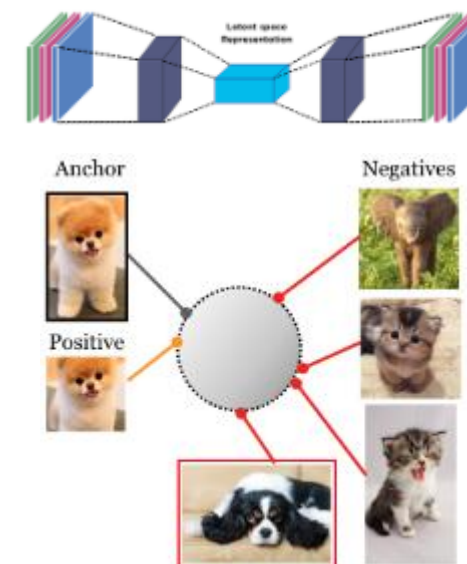 Latent space
Representation
Anchor
Negatives
Positive